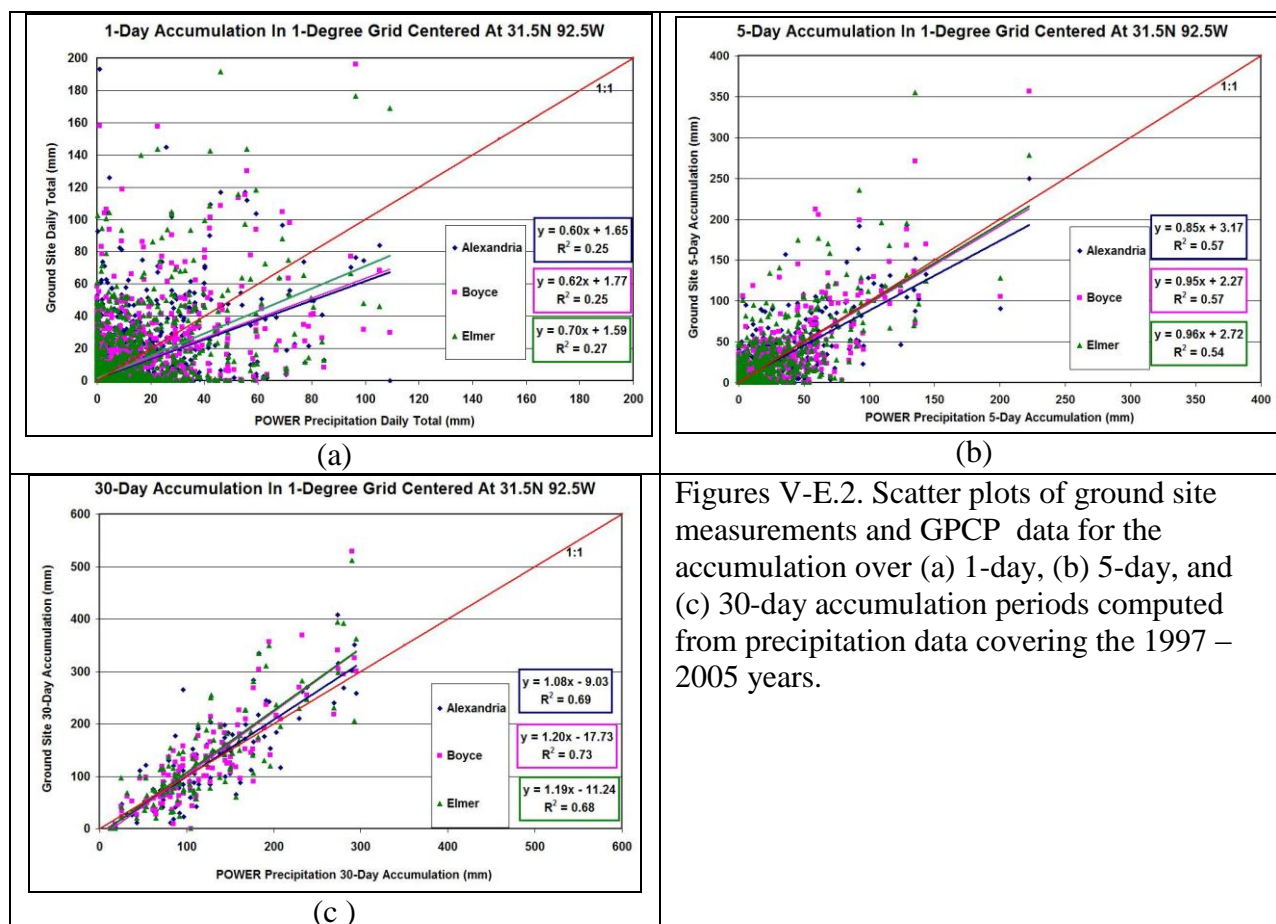 1-Day Accumulation In 1-Degree Grid Centered At 31.5N 92.5W
200
180
160
140
120
100
80
60
40
20
0
Ground Site Daily Total (mm)
1:1
Alexandria
Boyce
Elmer
y = 0.60x + 1.65
R² = 0.25
y = 0.62x + 1.77
R² = 0.25
y = 0.70x + 1.59
R² = 0.27
0 20 40 60 80 100 120 140 160 180 200
POWER Precipitation Daily Total (mm)
(a)
5-Day Accumulation In 1-Degree Grid Centered At 31.5N 92.5W
400
350
300
250
200
150
100
50
0
Ground Site 5-Day Accumulation (mm)
1:1
Alexandria
Boyce
Elmer
y = 0.85x + 3.17
R² = 0.57
y = 0.95x + 2.27
R² = 0.57
y = 0.96x + 2.72
R² = 0.54
0 50 100 150 200 250 300 350 400
POWER Precipitation 5-Day Accumulation (mm)
(b)
30-Day Accumulation In 1-Degree Grid Centered At 31.5N 92.5W
600
500
400
300
200
100
0
Ground Site 30-Day Accumulation (mm)
1:1
Alexandria
Boyce
Elmer
y = 1.08x - 9.03
R² = 0.69
y = 1.20x - 17.73
R² = 0.73
y = 1.19x - 11.24
R² = 0.68
0 100 200 300 400 500 600
POWER Precipitation 30-Day Accumulation (mm)
(c )
Figures V-E.2. Scatter plots of ground site
measurements and GPCP data for the
accumulation over (a) 1-day, (b) 5-day, and
(c) 30-day accumulation periods computed
from precipitation data covering the 1997 –
2005 years.